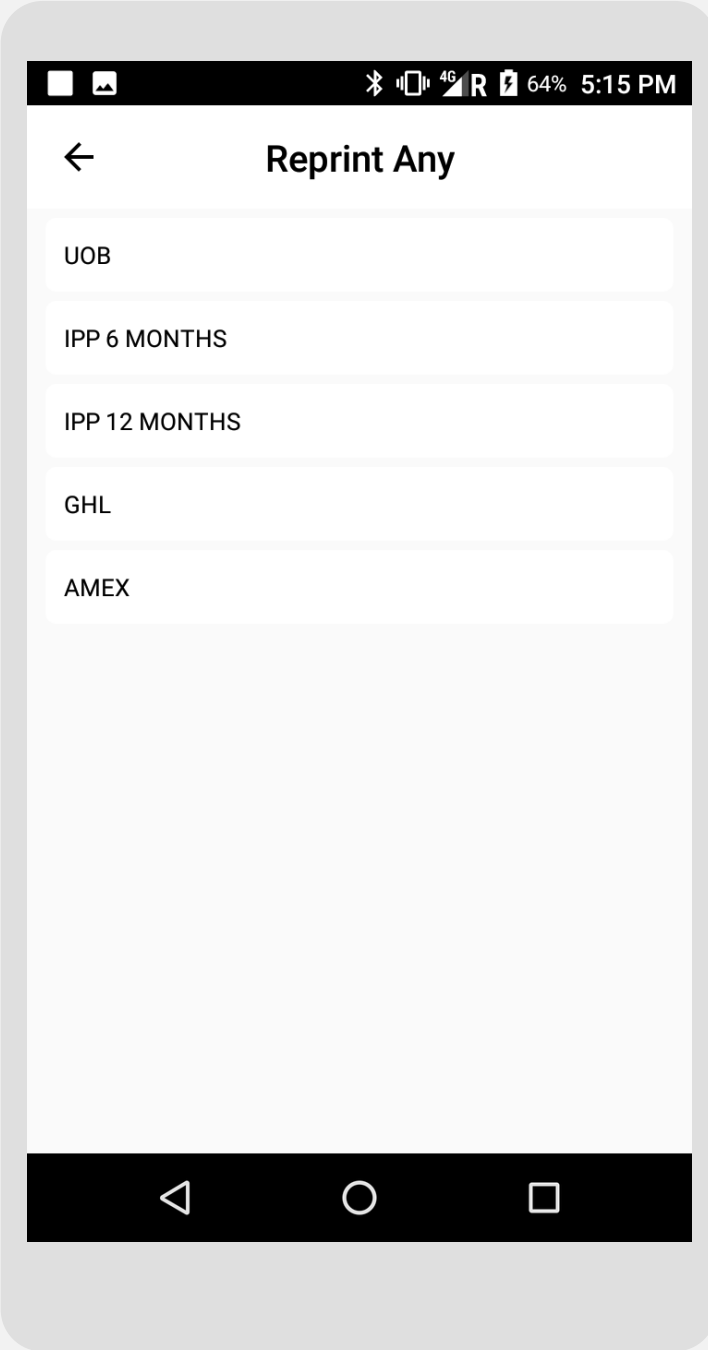 4G R 64% 5:15 PM
Reprint Any
UOB
IPP 6 MONTHS
IPP 12 MONTHS
GHL
AMEX